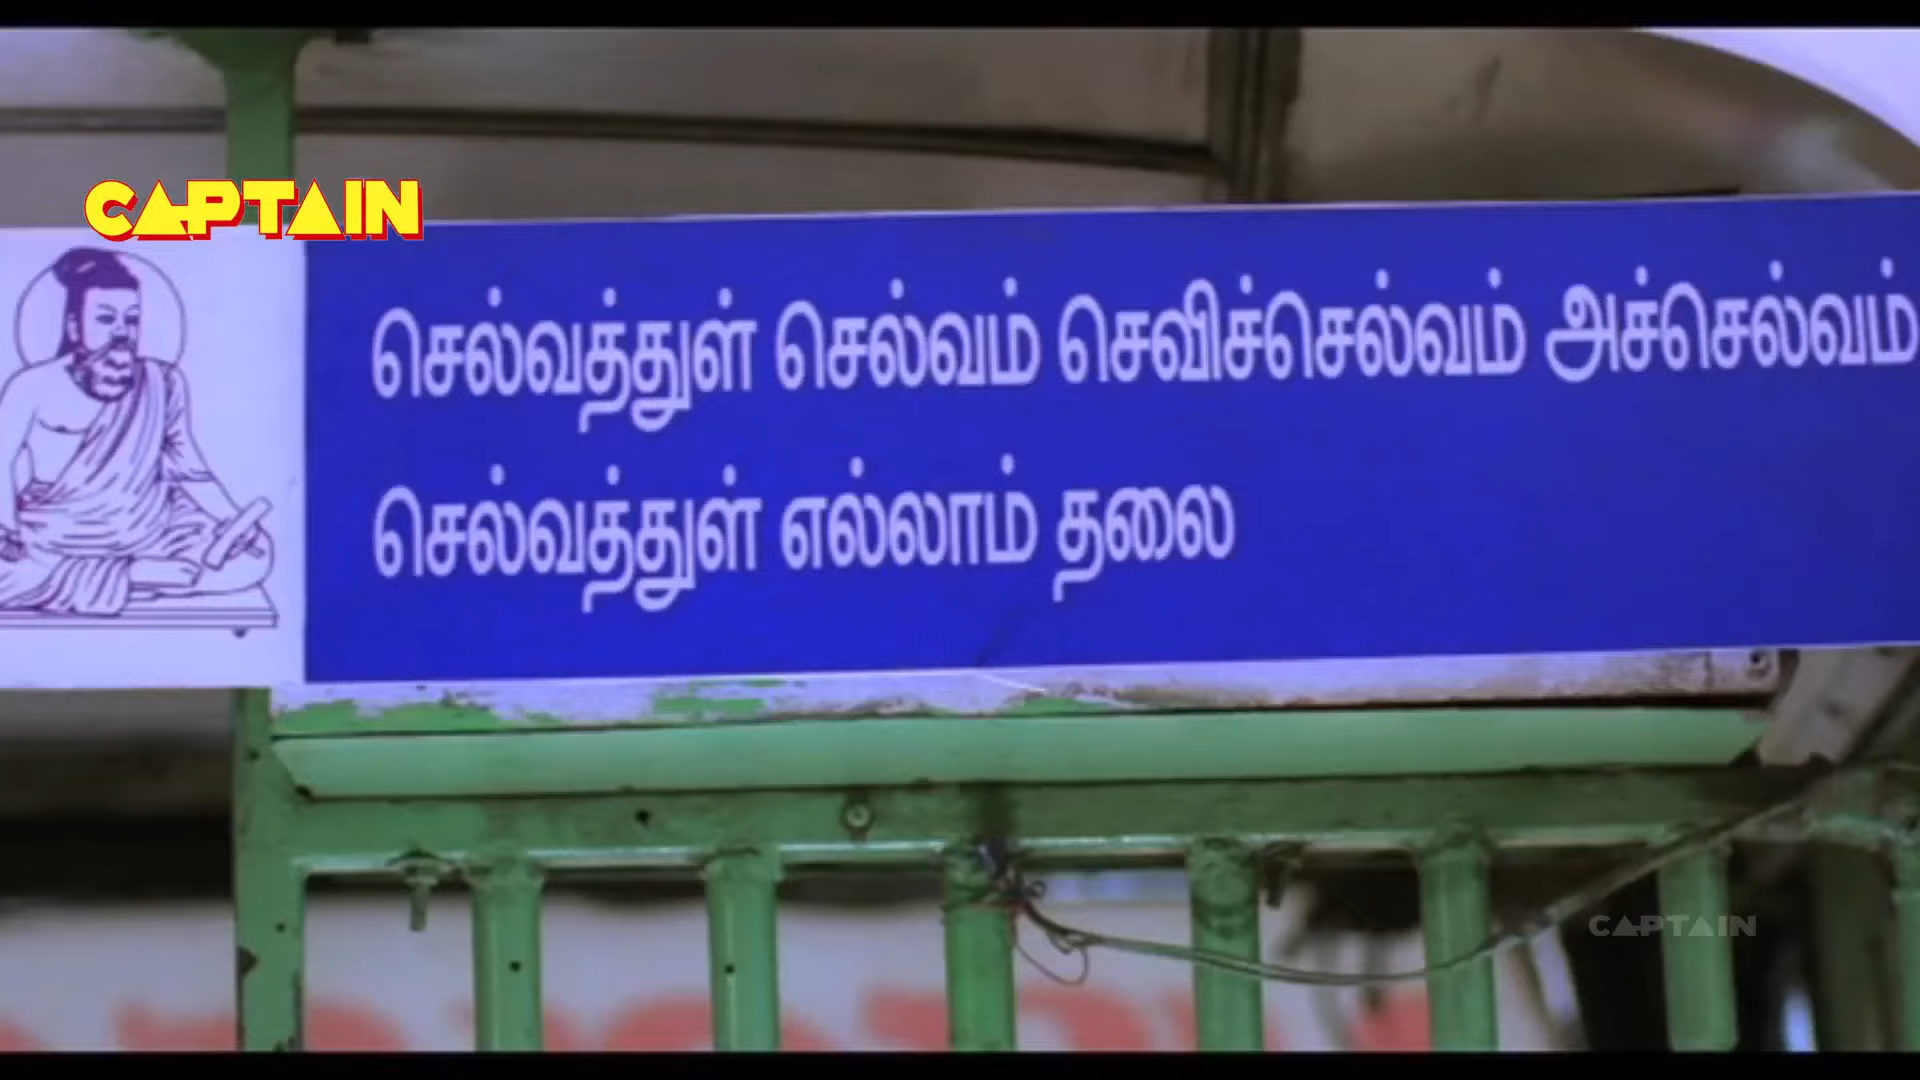 CAPTAIN
செல்வத்துள் செல்வம் செவிச்செல்வம் அச்செல்வம்
செல்வத்துள் எல்லாம் தலை
CAPTAIN